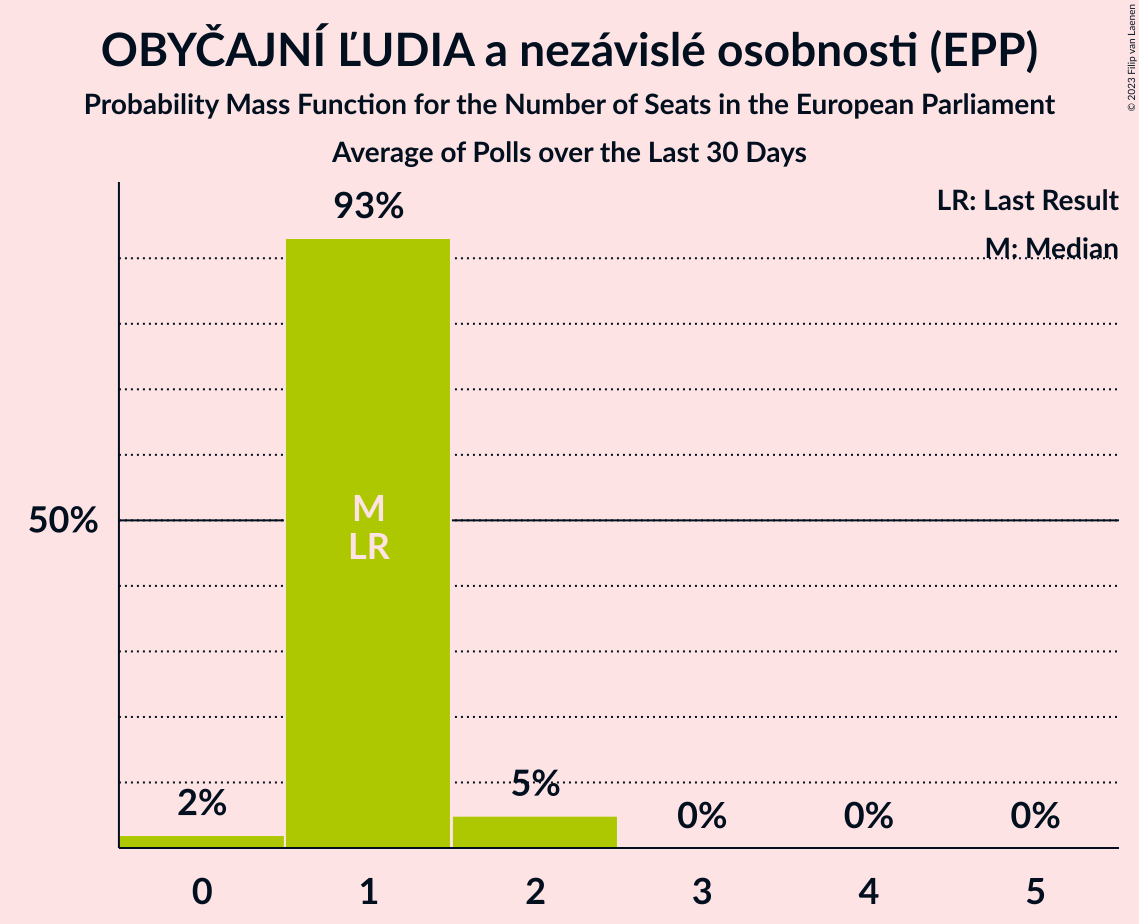 OBYČAJNÍ ĽUDIA a nezávislé osobnosti (EPP)
Probability Mass Function for the Number of Seats in the European Parliament
Average of Polls over the Last 30 Days
© 2023 Filip van Laenen
LR: Last Result
M: Median
93%
50%
M
LR
2%
5%
0%
0%
0%
0
1
2
3
4
5